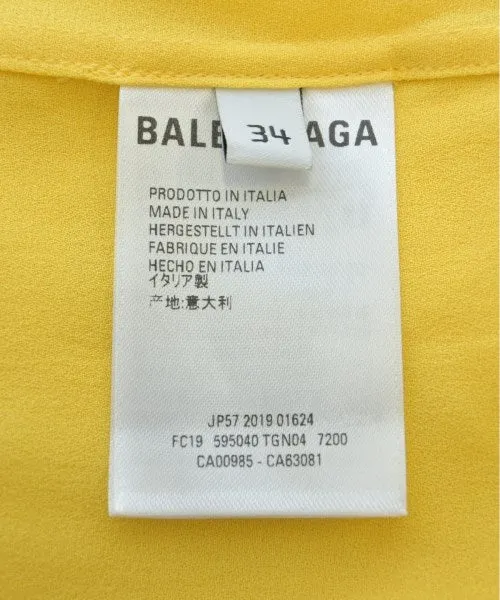 34
BALE AGA
PRODOTTO IN ITALIA
MADE IN ITALY
HERGESTELLT IN ITALIEN
FABRIQUE EN ITALIE
HECHO EN ITALIA
イタリア製
产地:意大利
JP57 2019 01624
FC19 595040 TGN04 7200
CA00985 - CA63081